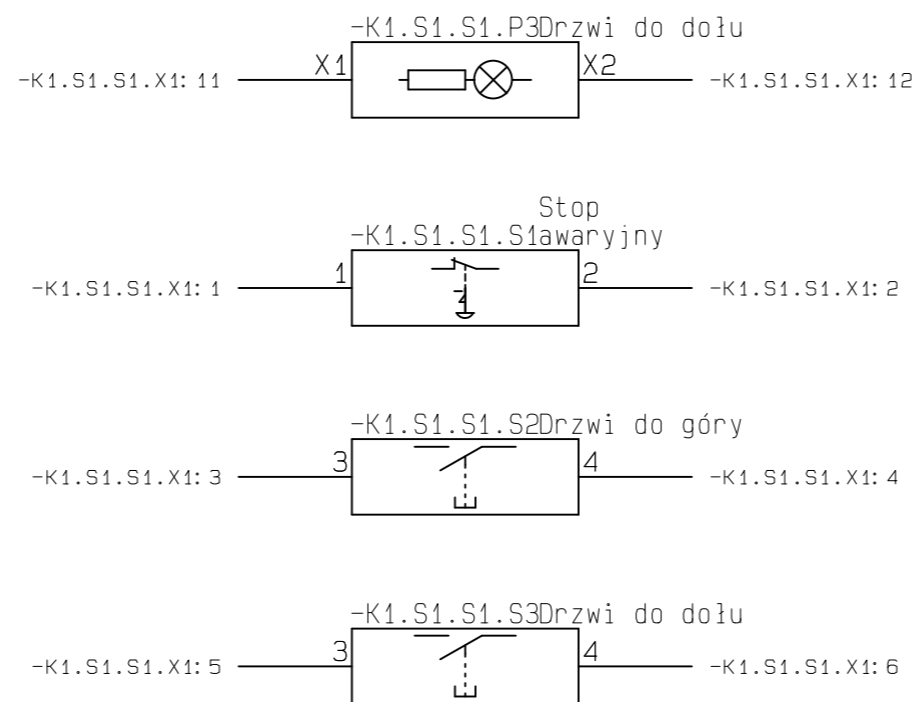 -K1.S1.S1.P3Drzwi do dołu
-K1.S1.S1.X1:11 X1 X2 -K1.S1.S1.X1:12
Stop
-K1.S1.S1.S1awaryjny
-K1.S1.S1.X1:1 1 2 -K1.S1.S1.X1:2
-K1.S1.S1.S2Drzwi do góry
-K1.S1.S1.X1:3 3 4 -K1.S1.S1.X1:4
-K1.S1.S1.S3Drzwi do dołu
-K1.S1.S1.X1:5 3 4 -K1.S1.S1.X1:6